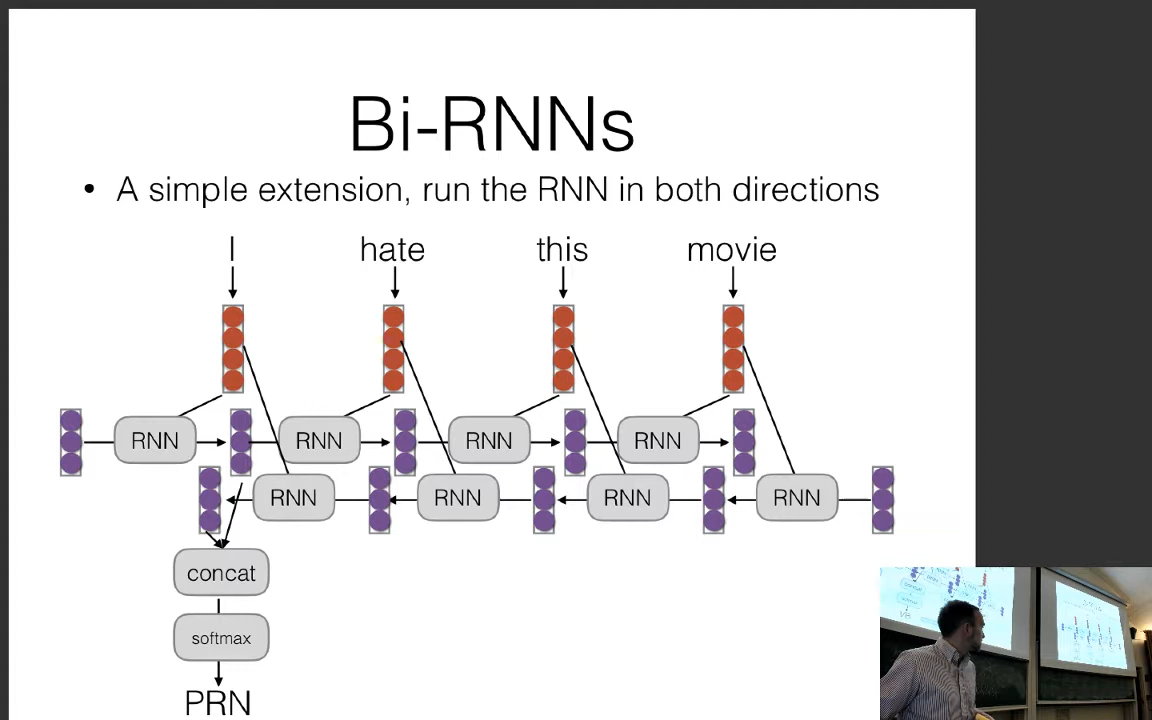 Bi-RNNs
• A simple extension, run the RNN in both directions
I hate this movie
RNN RNN RNN RNN
RNN RNN RNN RNN
concat
softmax
PRN